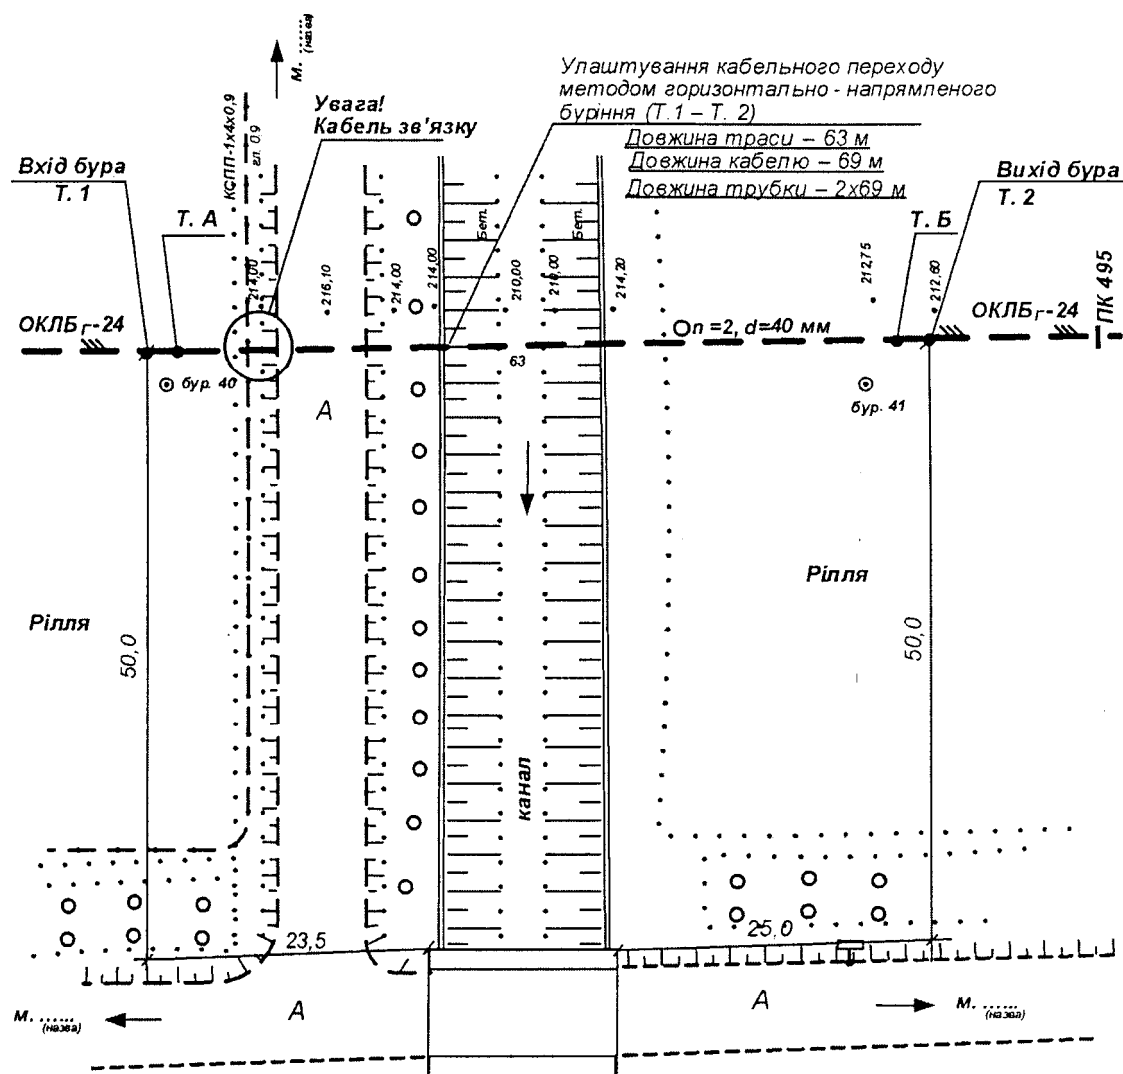 м. ......
(назва)
Улаштування кабельного переходу
методом горизонтально - напрямленого
буріння (Т.1 – Т. 2)
Довжина траси – 63 м
Довжина кабелю – 69 м
Довжина трубки – 2х69 м
Увага!
Кабель зв'язку
КСПП-1х4х0,9
гл. 0.9
Вхід бура
Т. 1
Т. А
Вихід бура
Т. 2
Т. Б
Бет.
Бет.
214,00
216,10
214,00
214,00
210,00
210,00
214,20
212,75
212,60
ПК 495
ОКЛБг-24
n =2, d=40 мм
ОКЛБг-24
63
бур. 40
А
бур. 41
Рілля
Рілля
50,0
50,0
канал
23,5
25,0
А
А
м. ......
(назва)
м. ......
(назва)